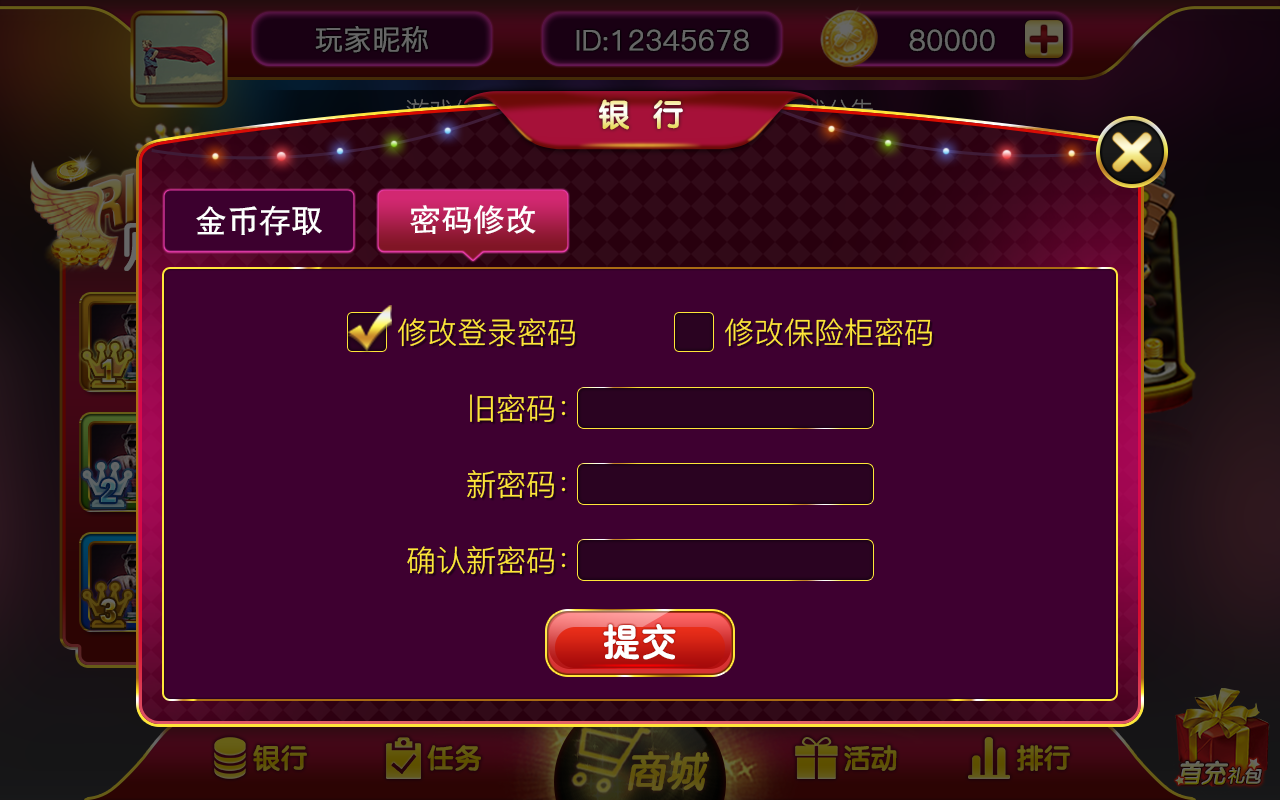 玩家昵称
ID:12345678
80000
银 行
金币存取
密码修改
修改登录密码
修改保险柜密码
旧密码:
新密码:
确认新密码:
提交
1
2
3
银行
任务
商城
活动
排行
首充礼包